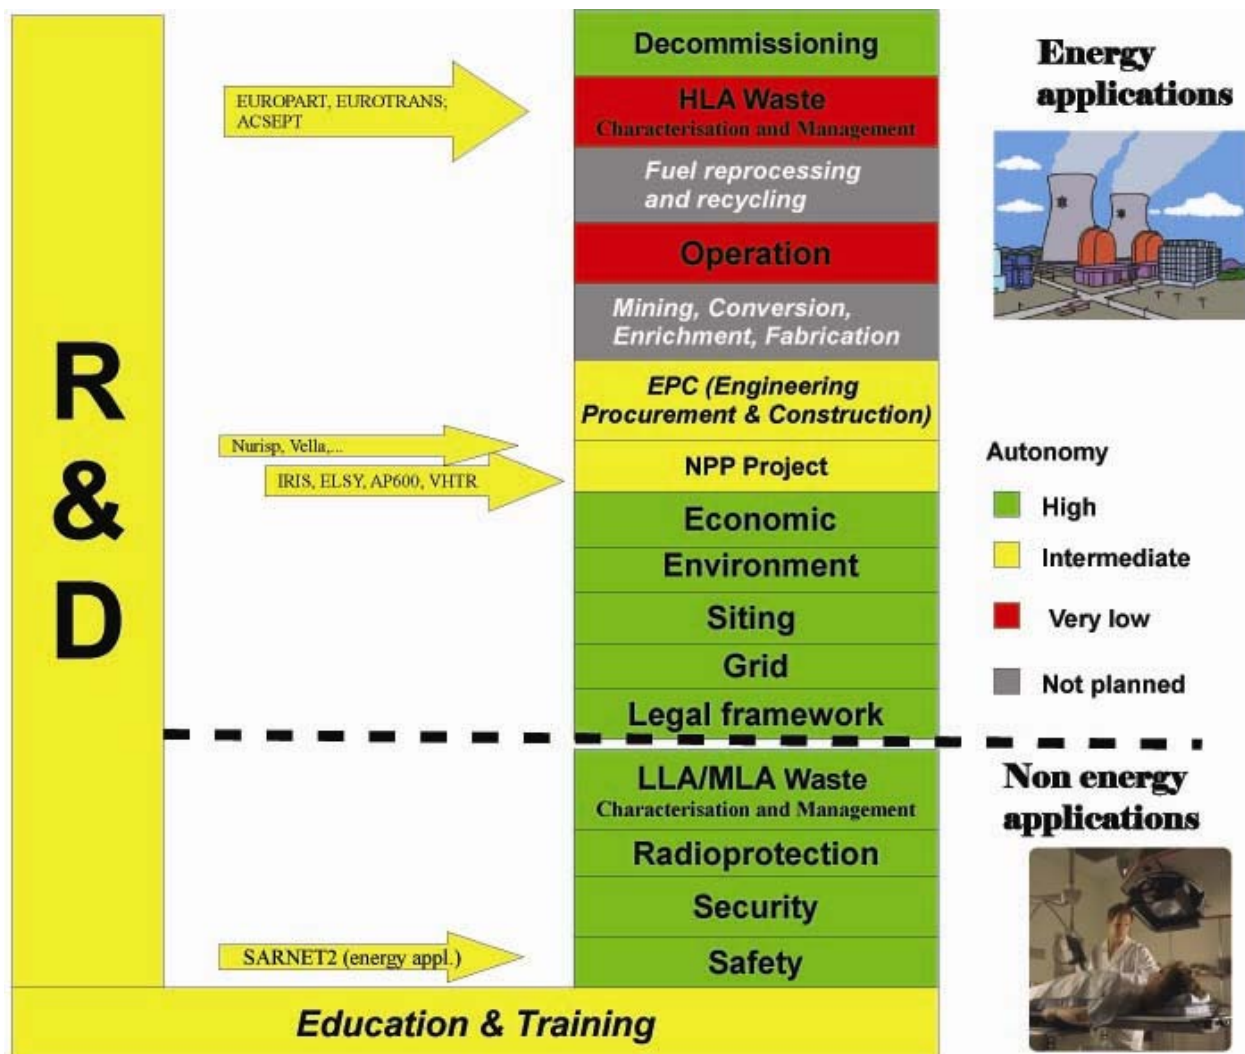 R
&
D
EUROPART, EUROTRANS;
ACSEPT
Nurisp, Vella,...
IRIS, ELSY, AP600, VHTR
SARNET2 (energy appl.)
Decommissioning
HLA Waste
Characterisation and Management
Fuel reprocessing
and recycling
Operation
Mining, Conversion,
Enrichment, Fabrication
EPC (Engineering
Procurement & Construction)
NPP Project
Economic
Environment
Siting
Grid
Legal framework
LLA/MLA Waste
Characterisation and Management
Radioprotection
Security
Safety
Education & Training
Energy
applications
Autonomy
High
Intermediate
Very low
Not planned
Non energy
applications